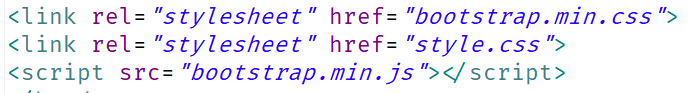 <link rel="stylesheet" href="bootstrap.min.css">
<link rel="stylesheet" href="style.css">
<script src="bootstrap.min.js"></script>